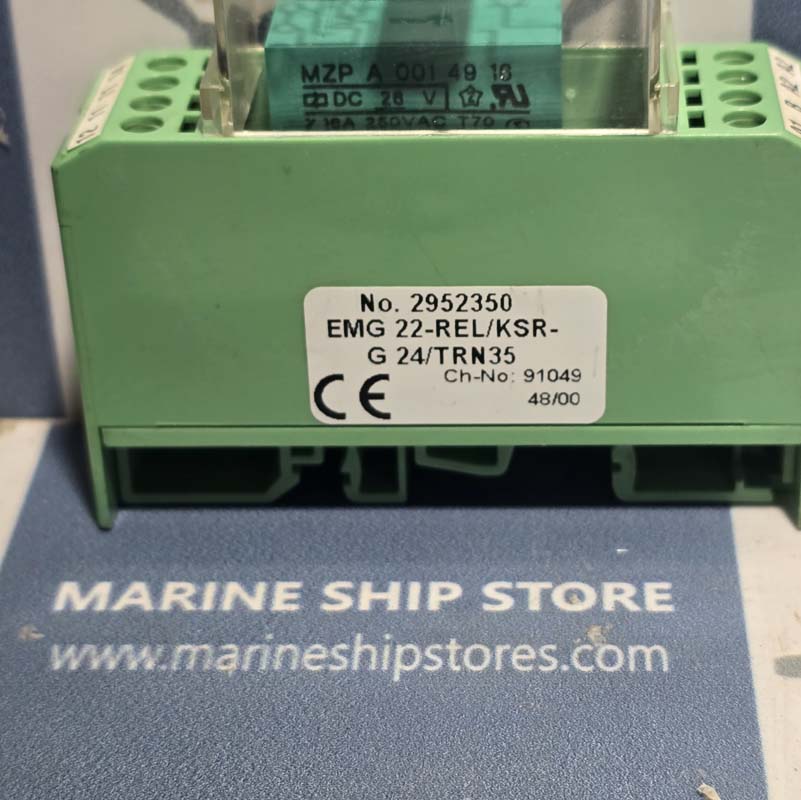 MZP A 001 49 16
DC 28 V
7 16A 250VAC T70
No. 2952350
EMG 22-REL/KSR-
G 24/TRN35
Ch-No: 91049
CE
48/00
MARINE SHIP STORE
www.marineshipstores.com